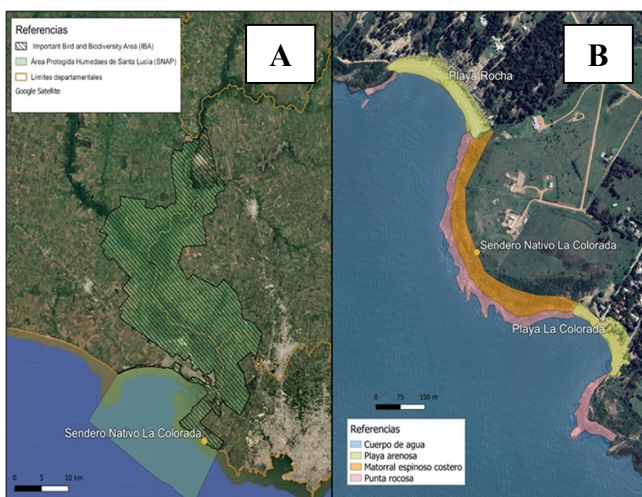 Referencias
Important Bird and Biodiversity Area (IBA)
Área Protegida Humedales de Santa Lucía (SNAP)
Límites departamentales
Google Satellite
A
Sendero Nativo La Colorada
0 5 10 km
B
Playa Rocha
Sendero Nativo La Colorada
Playa La Colorada
0 75 150 m
Referencias
Cuerpo de agua
Playa arenosa
Matorral espinoso costero
Punta rocosa